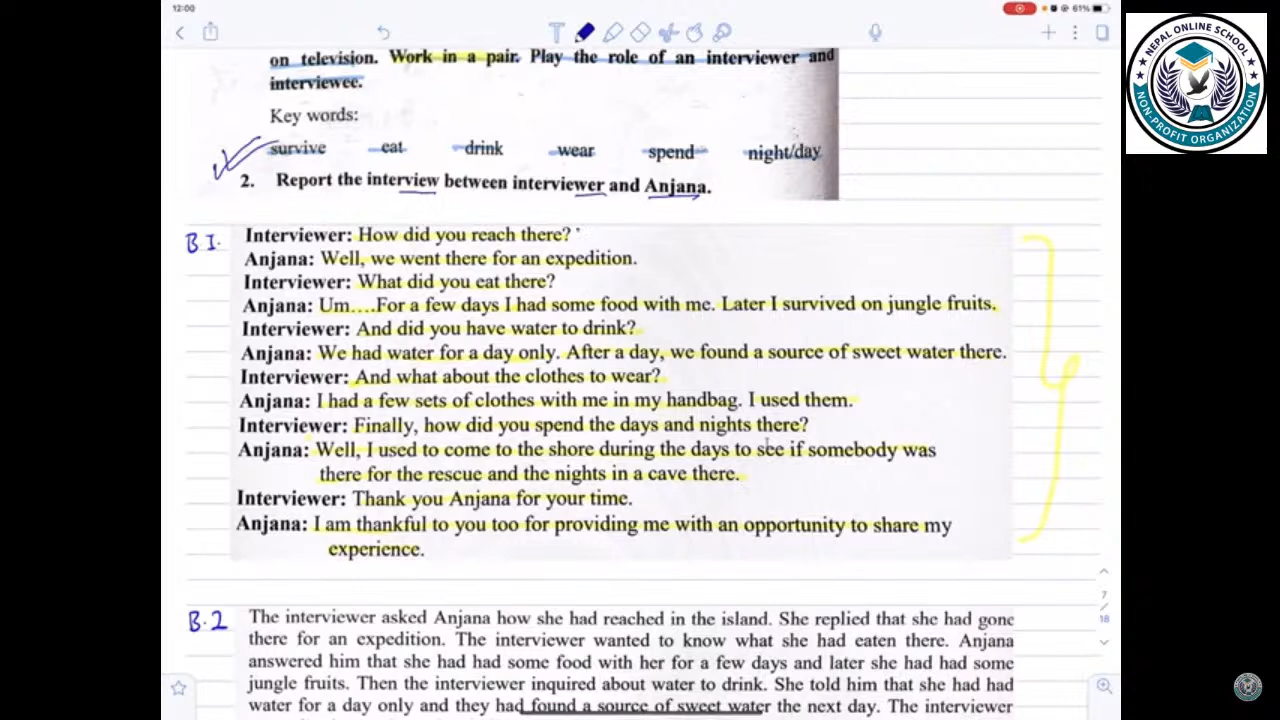 12:00
61%
NEPAL ONLINE SCHOOL
NON-PROFIT ORGANIZATION
on television. Work in a pair. Play the role of an interviewer and
interviewee.
Key words:
survive eat drink wear spend night/day
2. Report the interview between interviewer and Anjana.
B 1.
Interviewer: How did you reach there?
Anjana: Well, we went there for an expedition.
Interviewer: What did you eat there?
Anjana: Um....For a few days I had some food with me. Later I survived on jungle fruits.
Interviewer: And did you have water to drink?
Anjana: We had water for a day only. After a day, we found a source of sweet water there.
Interviewer: And what about the clothes to wear?
Anjana: I had a few sets of clothes with me in my handbag. I used them.
Interviewer: Finally, how did you spend the days and nights there?
Anjana: Well, I used to come to the shore during the days to see if somebody was
there for the rescue and the nights in a cave there.
Interviewer: Thank you Anjana for your time.
Anjana: I am thankful to you too for providing me with an opportunity to share my
experience.
7
/
18
B.2
The interviewer asked Anjana how she had reached in the island. She replied that she had gone
there for an expedition. The interviewer wanted to know what she had eaten there. Anjana
answered him that she had had some food with her for a few days and later she had had some
jungle fruits. Then the interviewer inquired about water to drink. She told him that she had had
water for a day only and they had found a source of sweet water the next day. The interviewer